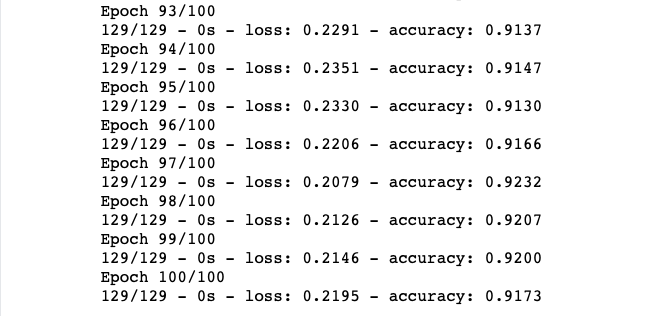 Epoch 93/100
129/129 - 0s - loss: 0.2291 - accuracy: 0.9137
Epoch 94/100
129/129 - 0s - loss: 0.2351 - accuracy: 0.9147
Epoch 95/100
129/129 - 0s - loss: 0.2330 - accuracy: 0.9130
Epoch 96/100
129/129 - 0s - loss: 0.2206 - accuracy: 0.9166
Epoch 97/100
129/129 - 0s - loss: 0.2079 - accuracy: 0.9232
Epoch 98/100
129/129 - 0s - loss: 0.2126 - accuracy: 0.9207
Epoch 99/100
129/129 - 0s - loss: 0.2146 - accuracy: 0.9200
Epoch 100/100
129/129 - 0s - loss: 0.2195 - accuracy: 0.9173